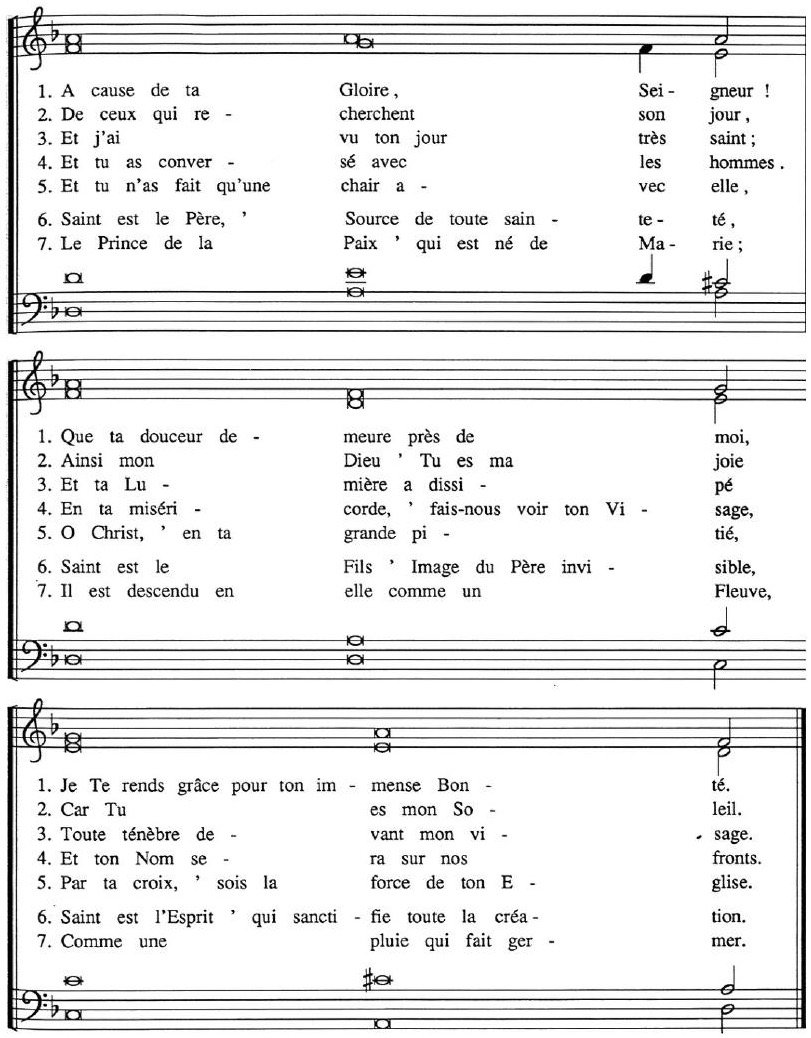 1. A cause de ta Gloire, Sei - gneur !
2. De ceux qui re - cherchent son jour,
3. Et j'ai vu ton jour très saint ;
4. Et tu as conver - sé avec les hommes.
5. Et tu n'as fait qu'une chair a - vec elle,
6. Saint est le Père, ’ Source de toute sain - te - té,
7. Le Prince de la Paix ’ qui est né de Ma - rie ;
1. Que ta douceur de - meure près de moi,
2. Ainsi mon Dieu ’ Tu es ma joie
3. Et ta Lu - mière a dissi - pé
4. En ta miséri - corde, ’ fais-nous voir ton Vi - sage,
5. O Christ, ’ en ta grande pi - tié,
6. Saint est le Fils ’ Image du Père invi - sible,
7. Il est descendu en elle comme un Fleuve,
1. Je Te rends grâce pour ton im - mense Bon - té.
2. Car Tu es mon So - leil.
3. Toute ténèbre de - vant mon vi - sage.
4. Et ton Nom se - ra sur nos fronts.
5. Par ta croix, ’ sois la force de ton E - glise.
6. Saint est l'Esprit ’ qui sancti - fie toute la créa - tion.
7. Comme une pluie qui fait ger - mer.